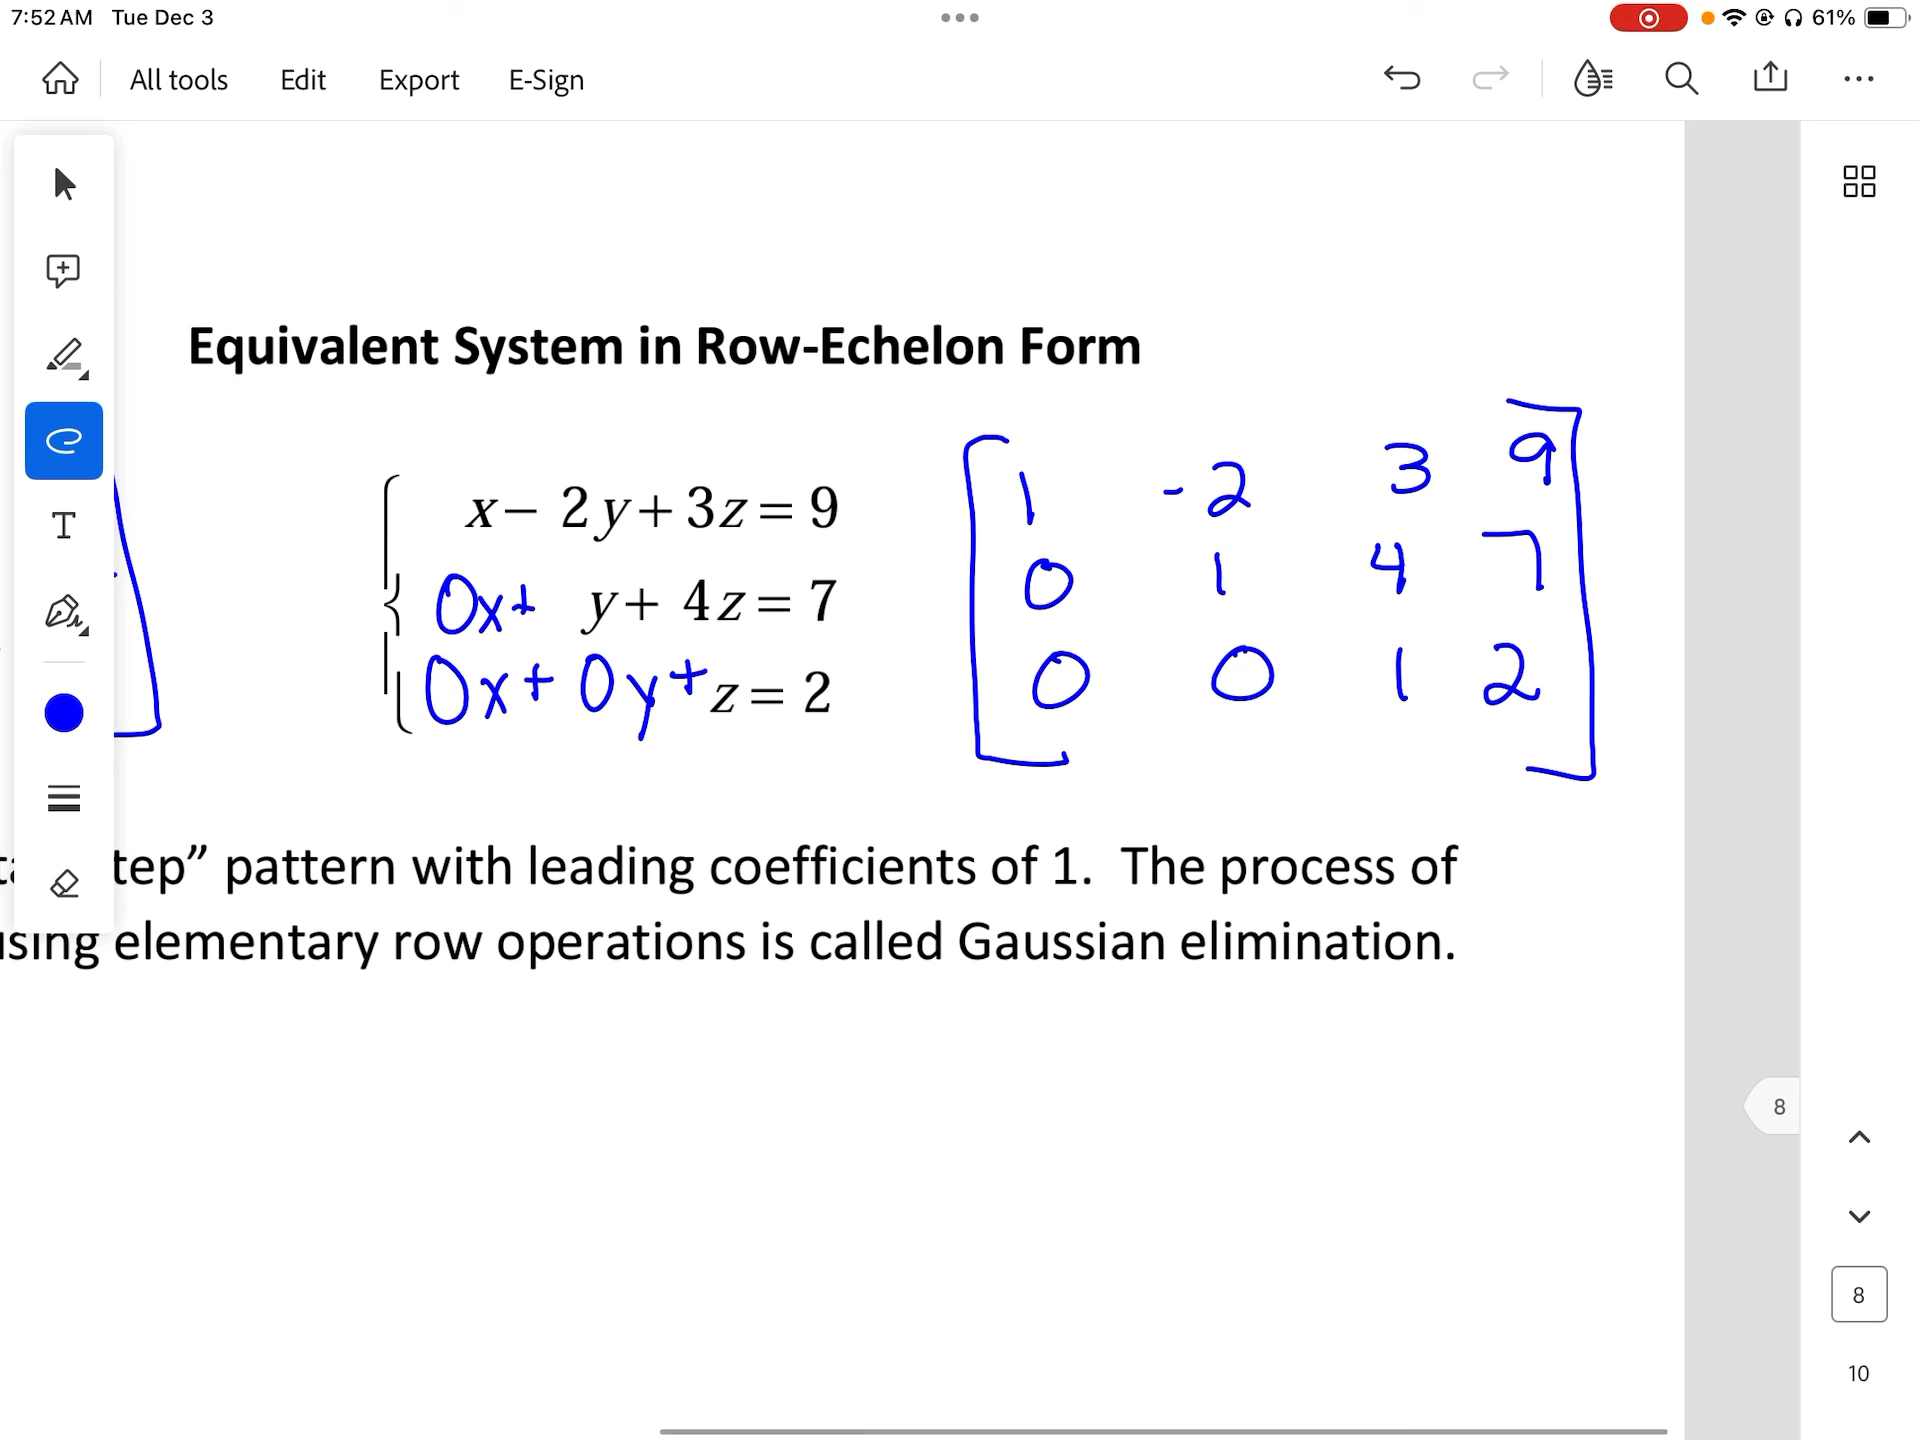 7:52 AM Tue Dec 3
61%
All tools Edit Export E-Sign
T
Equivalent System in Row-Echelon Form
x − 2y + 3z = 9
0x + y + 4z = 7
0x + 0y + z = 2
1 -2 3 9
0 1 4 7
0 0 1 2
tep” pattern with leading coefficients of 1. The process of
elementary row operations is called Gaussian elimination.
8
8
10